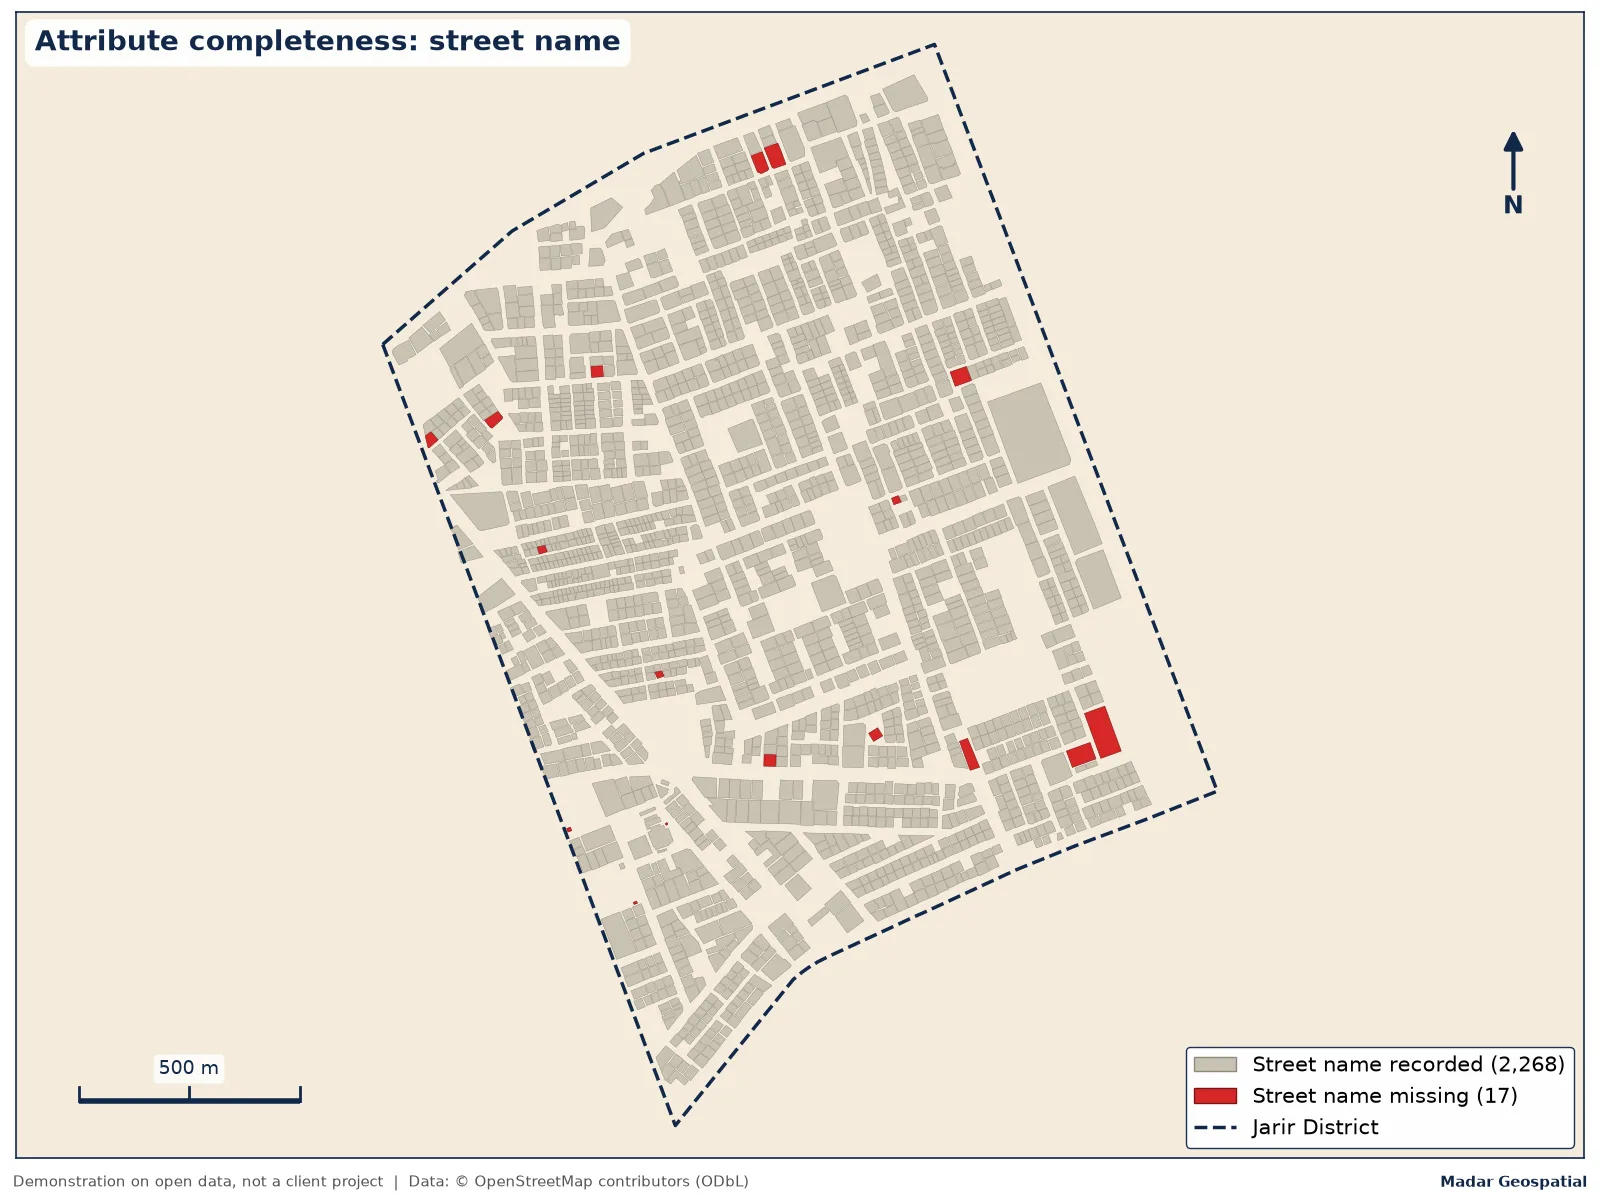 Attribute completeness: street name
N
500 m
Street name recorded (2,268)
Street name missing (17)
Jarir District
Demonstration on open data, not a client project | Data: © OpenStreetMap contributors (ODbL)
Madar Geospatial